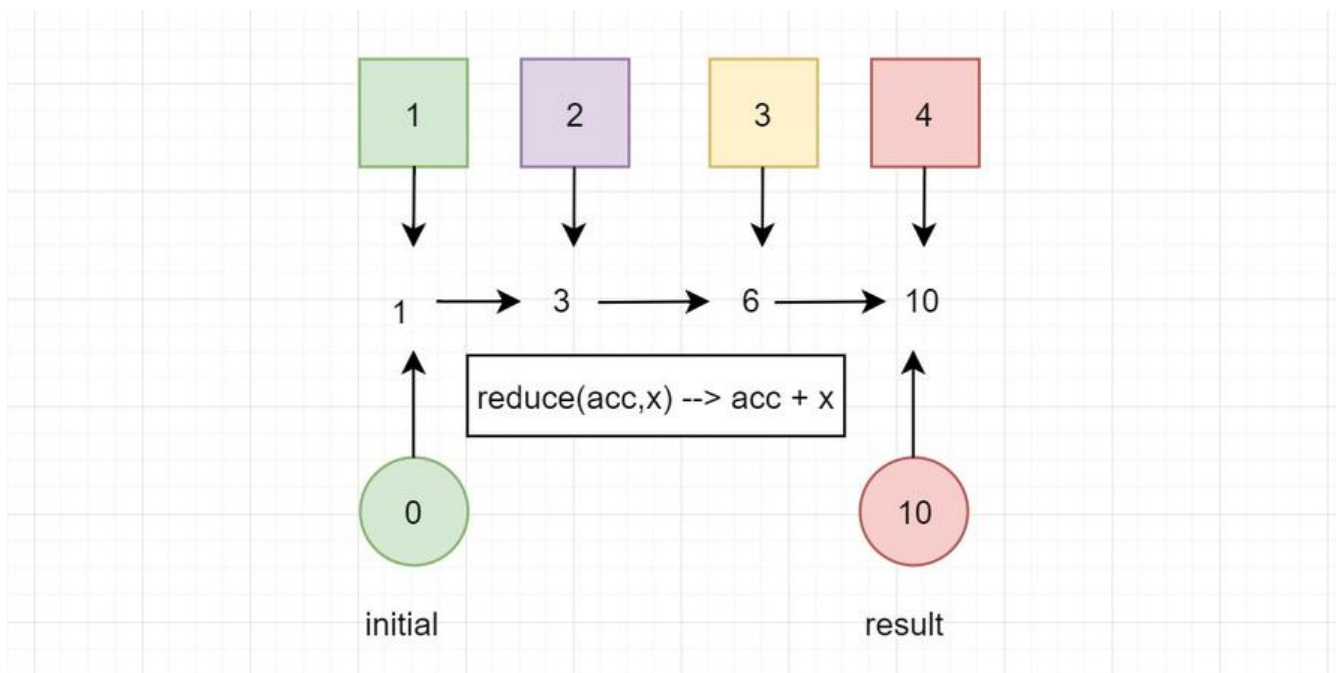 1 2 3 4
1 3 6 10
reduce(acc,x) --> acc + x
0 10
initial result